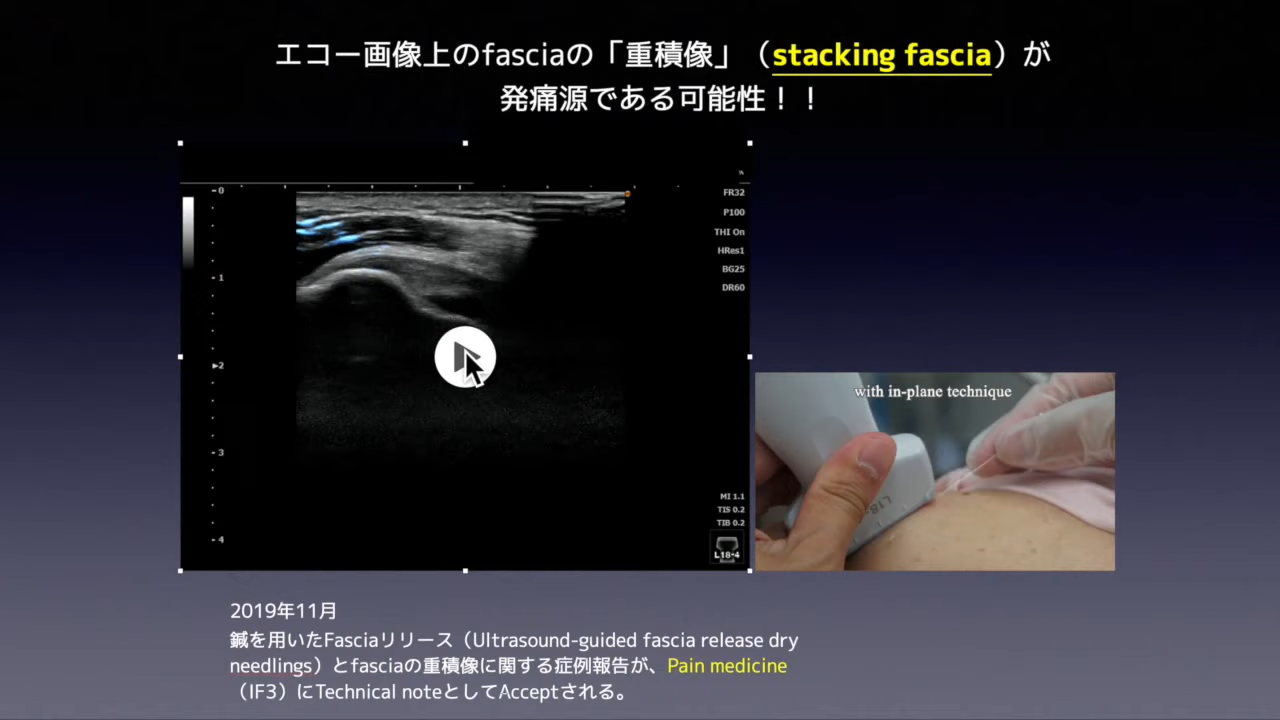 エコー画像上のfasciaの「重積像」（stacking fascia）が
発痛源である可能性！！
0
1
2
3
4
FR32
P100
THI On
HRes1
BG25
DR60
MI 1.1
TIS 0.2
TIB 0.2
L18-4
with in-plane technique
2019年11月
鍼を用いたFasciaリリース（Ultrasound-guided fascia release dry
needlings）とfasciaの重積像に関する症例報告が、Pain medicine
（IF3）にTechnical noteとしてAcceptされる。